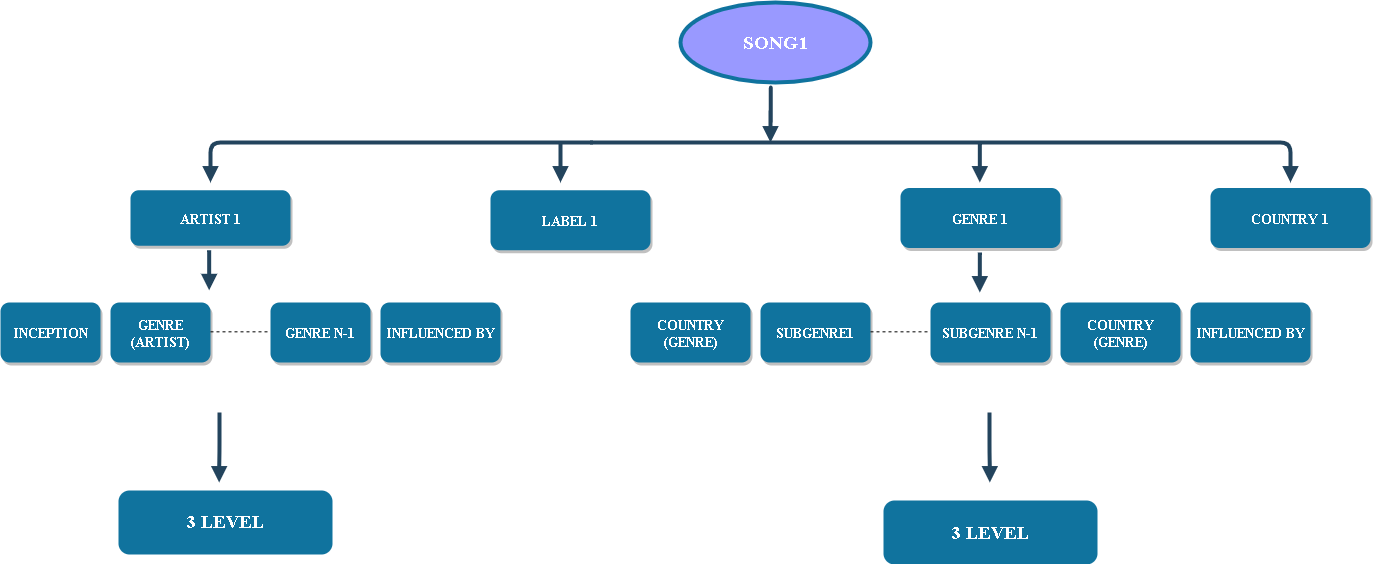 SONG1
ARTIST 1
LABEL 1
GENRE 1
COUNTRY 1
INCEPTION
GENRE
(ARTIST)
GENRE N-1
INFLUENCED BY
COUNTRY
(GENRE)
SUBGENRE1
SUBGENRE N-1
COUNTRY
(GENRE)
INFLUENCED BY
3 LEVEL
3 LEVEL